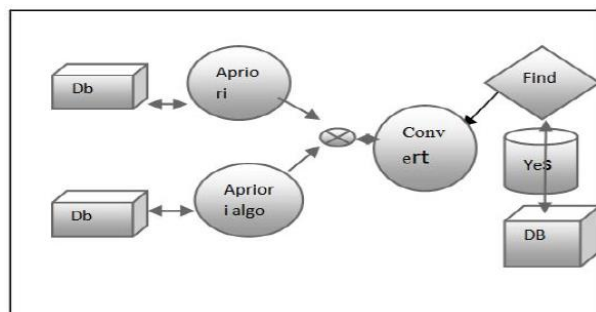 Db
Aprio
ri
Db
Aprior
i algo
Conv
ert
Find
Yes
DB